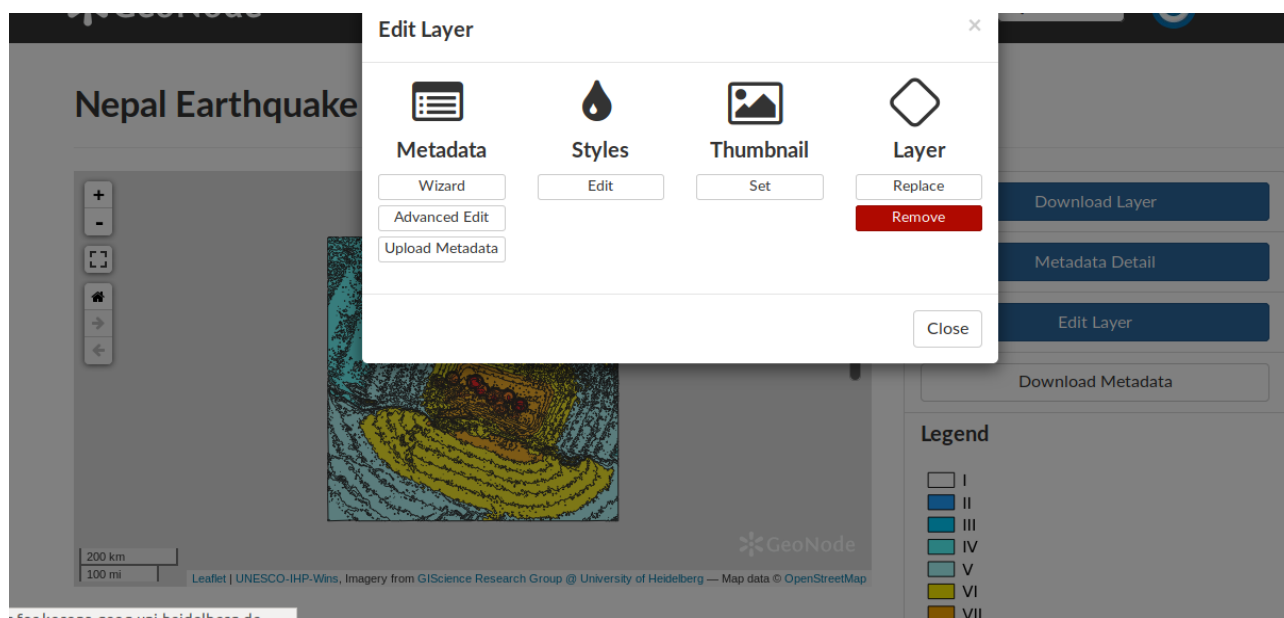 GeoNode
Edit Layer
×
Nepal Earthquake
Metadata
Styles
Thumbnail
Layer
Wizard
Edit
Set
Replace
Advanced Edit
Remove
Upload Metadata
Close
+
-
Download Layer
Metadata Detail
Edit Layer
Download Metadata
Legend
I
II
III
IV
V
VI
VII
GeoNode
200 km
100 mi
Leaflet | UNESCO-IHP-Wins, Imagery from GIScience Research Group @ University of Heidelberg — Map data © OpenStreetMap